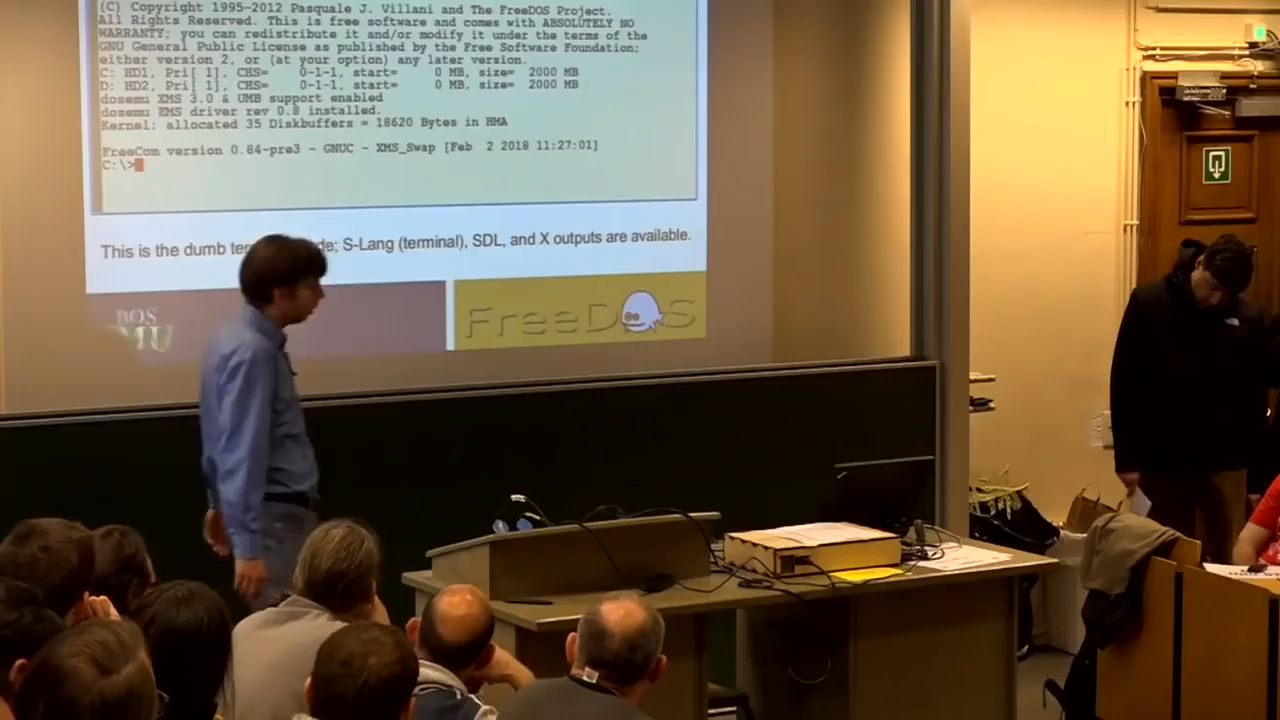 (C) Copyright 1995-2012 Pasquale J. Villani and The FreeDOS Project.
All Rights Reserved. This is free software and comes with ABSOLUTELY NO
WARRANTY; you can redistribute it and/or modify it under the terms of the
GNU General Public License as published by the Free Software Foundation;
either version 2, or (at your option) any later version.
C: HD1, Pri[ 1], CHS= 0-1-1, start= 0 MB, size= 2000 MB
D: HD2, Pri[ 1], CHS= 0-1-1, start= 0 MB, size= 2000 MB
dosemu XMS 3.0 & UMB support enabled
dosemu EMS driver rev 0.8 installed.
Kernel: allocated 35 Diskbuffers = 18620 Bytes in HMA
FreeCom version 0.84-pre3 - GNUC - XMS_Swap [Feb 2 2018 11:27:01]
C:\>
This is the dumb de; S-Lang (terminal), SDL, and X outputs are available.
DOS
EMU
FreeDOS